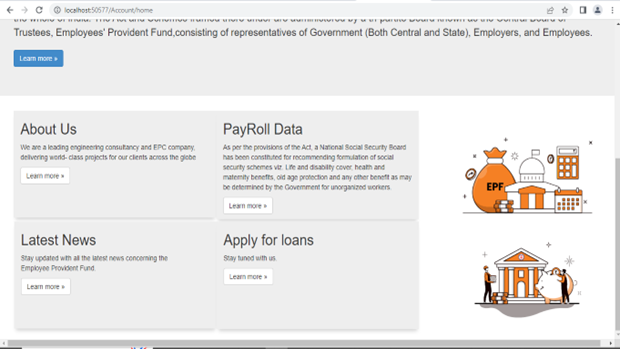 localhost:50577/Account/home
the whole of India. The Act and Schemes framed there under are administered by a tri-partite Board known as the Central Board of
Trustees, Employees' Provident Fund,consisting of representatives of Government (Both Central and State), Employers, and Employees.
Learn more »
About Us
We are a leading engineering consultancy and EPC company,
delivering world- class projects for our clients across the globe
Learn more »
PayRoll Data
As per the provisions of the Act, a National Social Security Board
has been constituted for recommending formulation of social
security schemes viz. Life and disability cover, health and
maternity benefits, old age protection and any other benefit as may
be determined by the Government for unorganized workers.
Learn more »
EPF
Latest News
Stay updated with all the latest news concerning the
Employee Provident Fund.
Learn more »
Apply for loans
Stay tuned with us.
Learn more »